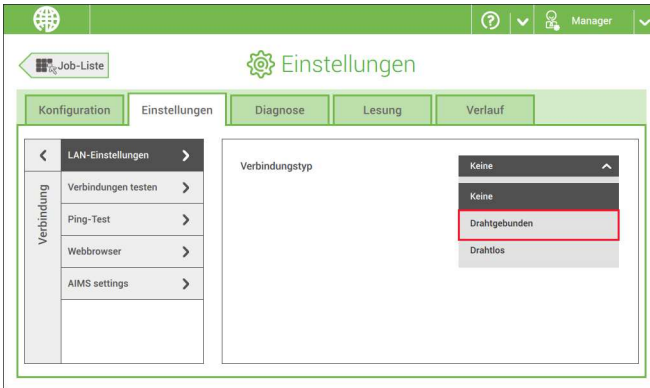 Manager
Job-Liste
Einstellungen
Konfiguration
Einstellungen
Diagnose
Lesung
Verlauf
Verbindung
LAN-Einstellungen
Verbindungen testen
Ping-Test
Webbrowser
AIMS settings
Verbindungstyp
Keine
Keine
Drahtgebunden
Drahtlos